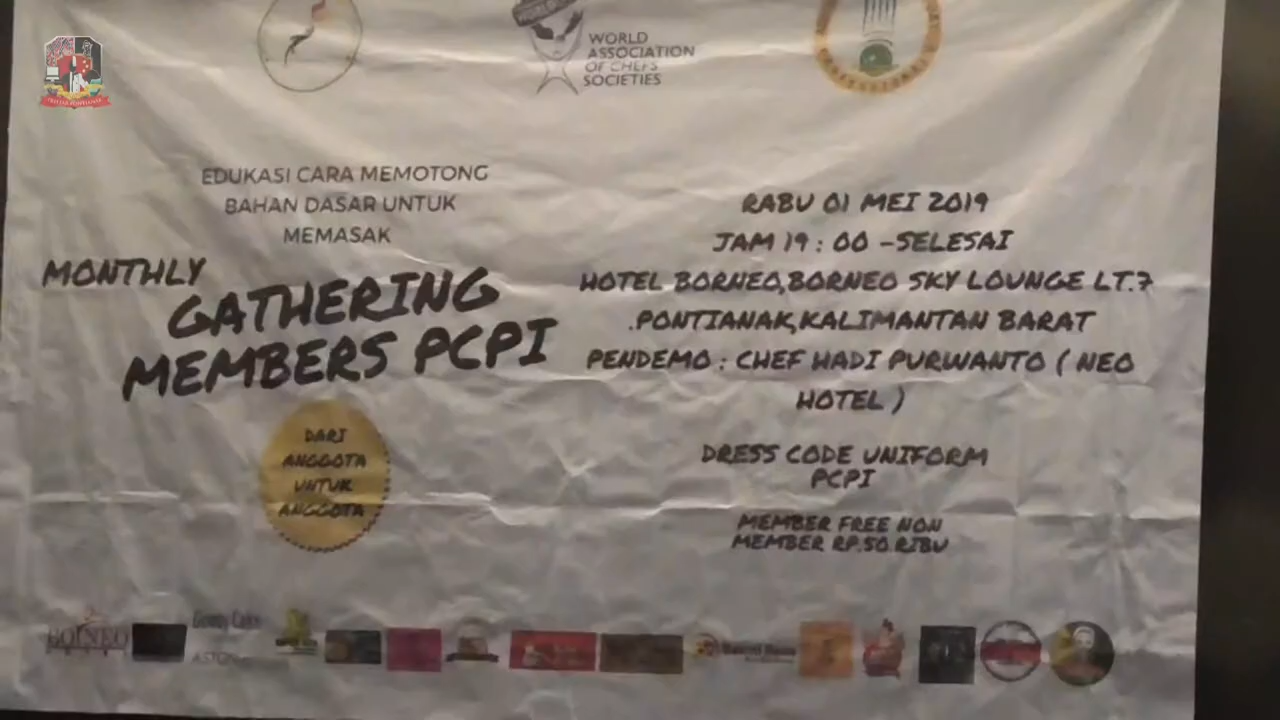 WORLD
ASSOCIATION
OF CHEFS
SOCIETIES
EDUKASI CARA MEMOTONG
BAHAN DASAR UNTUK
MEMASAK
MONTHLY
GATHERING
MEMBERS PCPI
DARI
ANGGOTA
UNTUK
ANGGOTA
RABU 01 MEI 2019
JAM 19 : 00 -SELESAI
HOTEL BORNEO,BORNEO SKY LOUNGE LT.7
.PONTIANAK,KALIMANTAN BARAT
PENDEMO : CHEF HADI PURWANTO ( NEO
HOTEL )
DRESS CODE UNIFORM
PCPI
MEMBER FREE NON
MEMBER RP.50.RIBU
BORNEO
ASTON